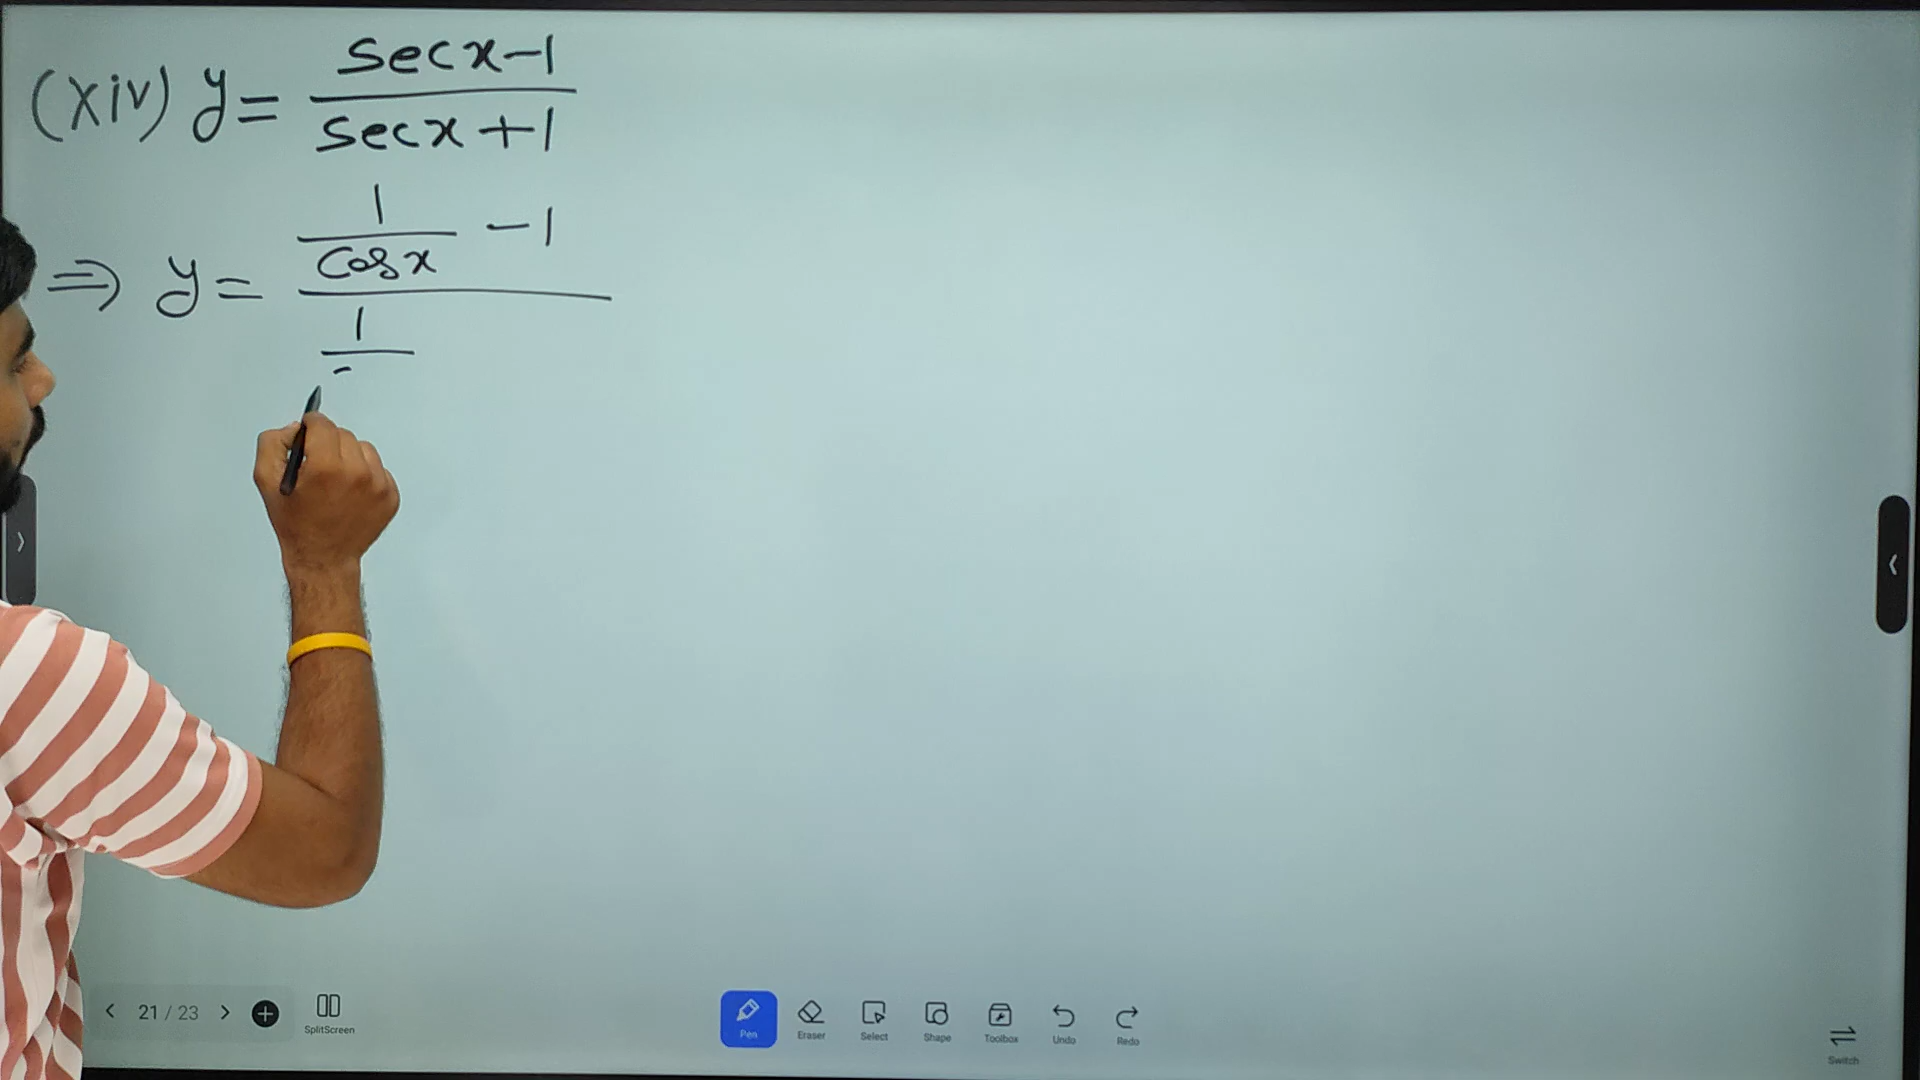 (xiv) y = secx-1 / secx+1
⇒ y = 1/cosx - 1 / 1
21 / 23
SplitScreen
Pen Eraser Select Shape Toolbox Undo Redo
Switch